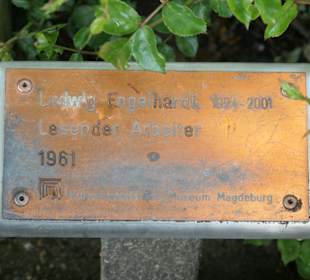 Ludwig Engelhardt, 1924-2001
Lesender Arbeiter
1961
Museum Magdeburg